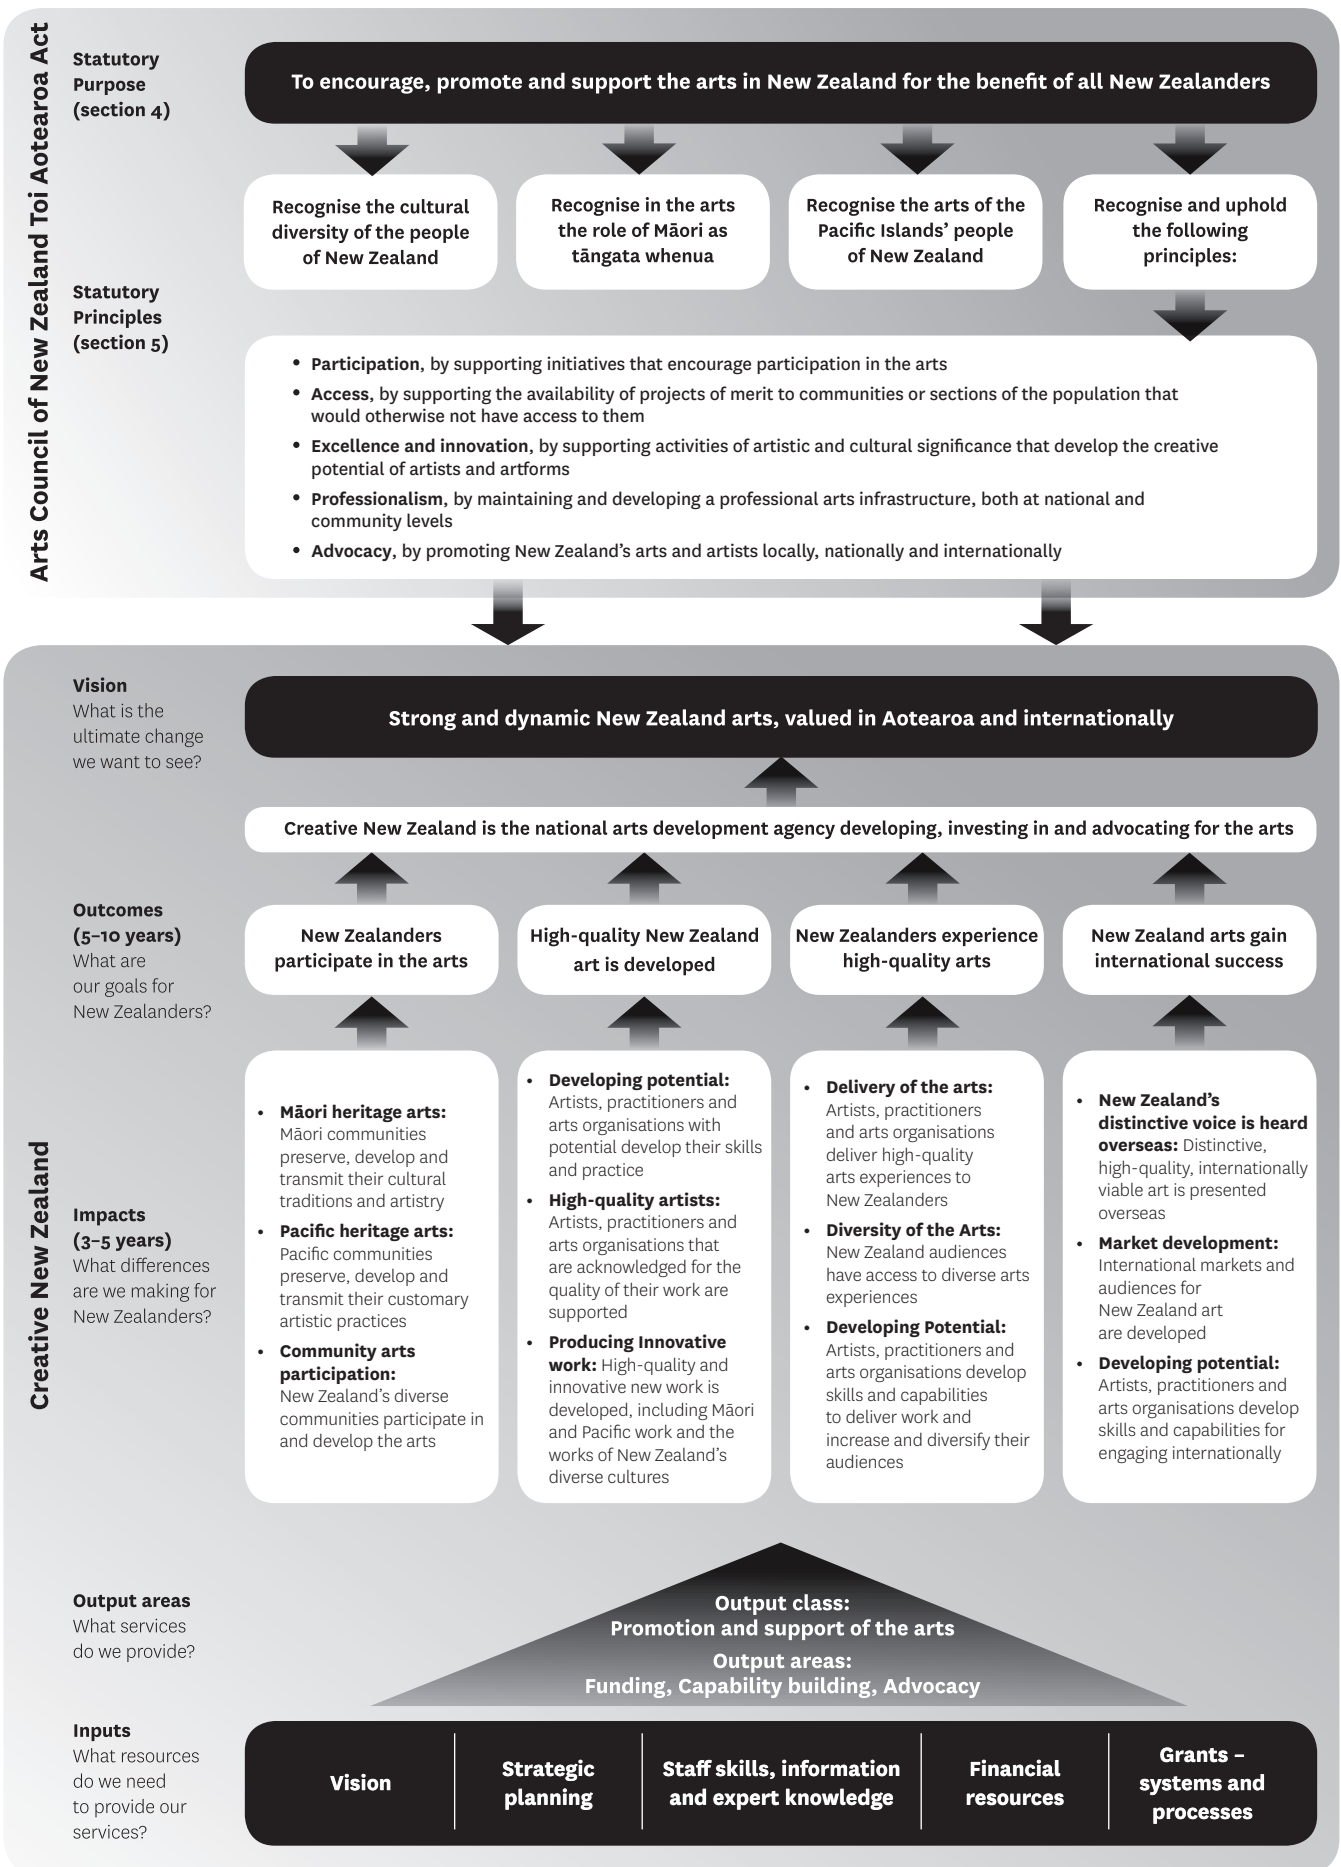 Arts Council of New Zealand Toi Aotearoa Act
Statutory
Purpose
(section 4)
To encourage, promote and support the arts in New Zealand for the benefit of all New Zealanders
Recognise the cultural
diversity of the people
of New Zealand
Recognise in the arts
the role of Māori as
tāngata whenua
Recognise the arts of the
Pacific Islands’ people
of New Zealand
Recognise and uphold
the following
principles:
Statutory
Principles
(section 5)
• Participation, by supporting initiatives that encourage participation in the arts
• Access, by supporting the availability of projects of merit to communities or sections of the population that
would otherwise not have access to them
• Excellence and innovation, by supporting activities of artistic and cultural significance that develop the creative
potential of artists and artforms
• Professionalism, by maintaining and developing a professional arts infrastructure, both at national and
community levels
• Advocacy, by promoting New Zealand’s arts and artists locally, nationally and internationally
Creative New Zealand
Vision
What is the
ultimate change
we want to see?
Strong and dynamic New Zealand arts, valued in Aotearoa and internationally
Creative New Zealand is the national arts development agency developing, investing in and advocating for the arts
Outcomes
(5–10 years)
What are
our goals for
New Zealanders?
New Zealanders
participate in the arts
High-quality New Zealand
art is developed
New Zealanders experience
high-quality arts
New Zealand arts gain
international success
Impacts
(3–5 years)
What differences
are we making for
New Zealanders?
• Māori heritage arts:
Māori communities
preserve, develop and
transmit their cultural
traditions and artistry
• Pacific heritage arts:
Pacific communities
preserve, develop and
transmit their customary
artistic practices
• Community arts
participation:
New Zealand’s diverse
communities participate in
and develop the arts
• Developing potential:
Artists, practitioners and
arts organisations with
potential develop their skills
and practice
• High-quality artists:
Artists, practitioners and
arts organisations that
are acknowledged for the
quality of their work are
supported
• Producing Innovative
work: High-quality and
innovative new work is
developed, including Māori
and Pacific work and the
works of New Zealand’s
diverse cultures
• Delivery of the arts:
Artists, practitioners
and arts organisations
deliver high-quality
arts experiences to
New Zealanders
• Diversity of the Arts:
New Zealand audiences
have access to diverse arts
experiences
• Developing Potential:
Artists, practitioners and
arts organisations develop
skills and capabilities
to deliver work and
increase and diversify their
audiences
• New Zealand’s
distinctive voice is heard
overseas: Distinctive,
high-quality, internationally
viable art is presented
overseas
• Market development:
International markets and
audiences for
New Zealand art
are developed
• Developing potential:
Artists, practitioners and
arts organisations develop
skills and capabilities for
engaging internationally
Output areas
What services
do we provide?
Output class:
Promotion and support of the arts
Output areas:
Funding, Capability building, Advocacy
Inputs
What resources
do we need
to provide our
services?
Vision
Strategic
planning
Staff skills, information
and expert knowledge
Financial
resources
Grants –
systems and
processes